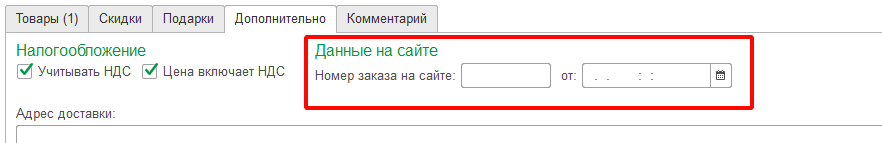 Товары (1) Скидки Подарки Дополнительно Комментарий
Налогообложение Данные на сайте
Учитывать НДС Цена включает НДС Номер заказа на сайте: от: . . : :
Адрес доставки: